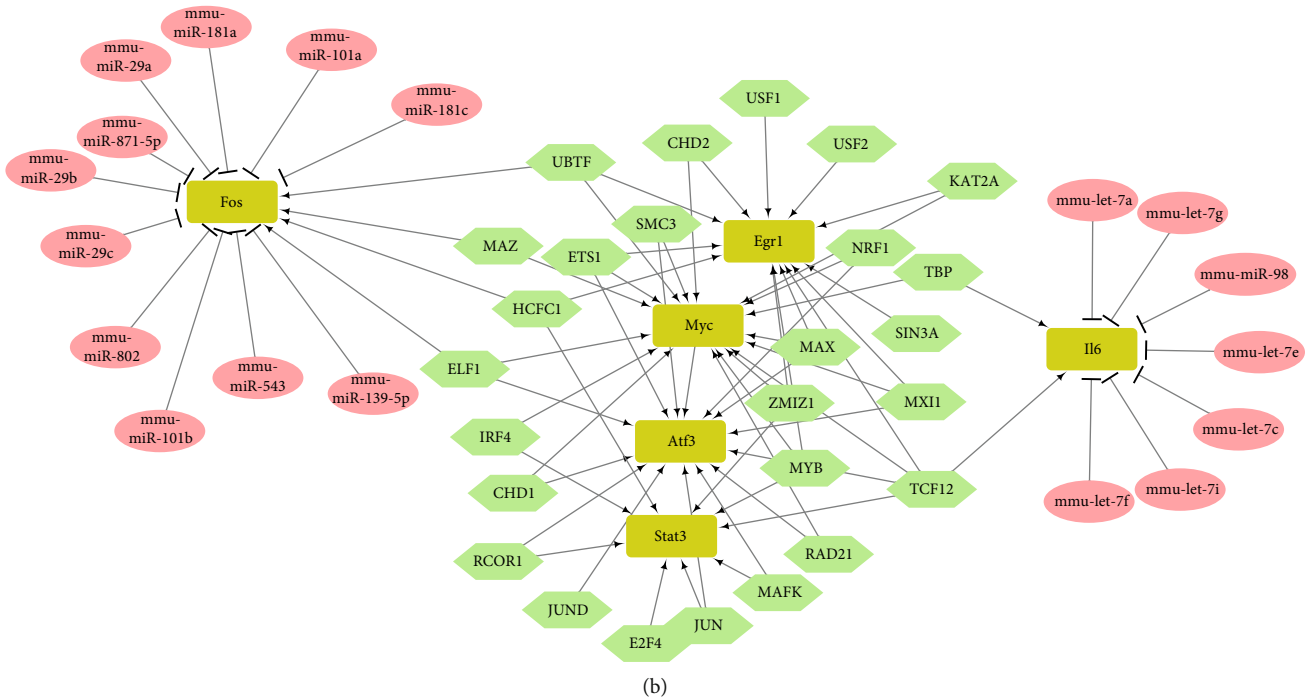 mmu-
miR-181a
mmu-
miR-29a
mmu-
miR-101a
mmu-
miR-181c
mmu-
miR-871-5p
mmu-
miR-29b
mmu-
miR-29c
Fos
mmu-
miR-802
mmu-
miR-101b
mmu-
miR-543
mmu-
miR-139-5p
USF1
CHD2
USF2
UBTF
KAT2A
SMC3
MAZ
ETS1
Egr1
NRF1
TBP
HCFC1
Myc
MAX
SIN3A
ELF1
ZMIZ1
MXI1
IRF4
Atf3
MYB
CHD1
TCF12
Stat3
RCOR1
RAD21
MAFK
JUND
JUN
E2F4
mmu-let-7a
mmu-let-7g
mmu-miR-98
Il6
mmu-let-7e
mmu-let-7c
mmu-let-7i
mmu-let-7f
(b)